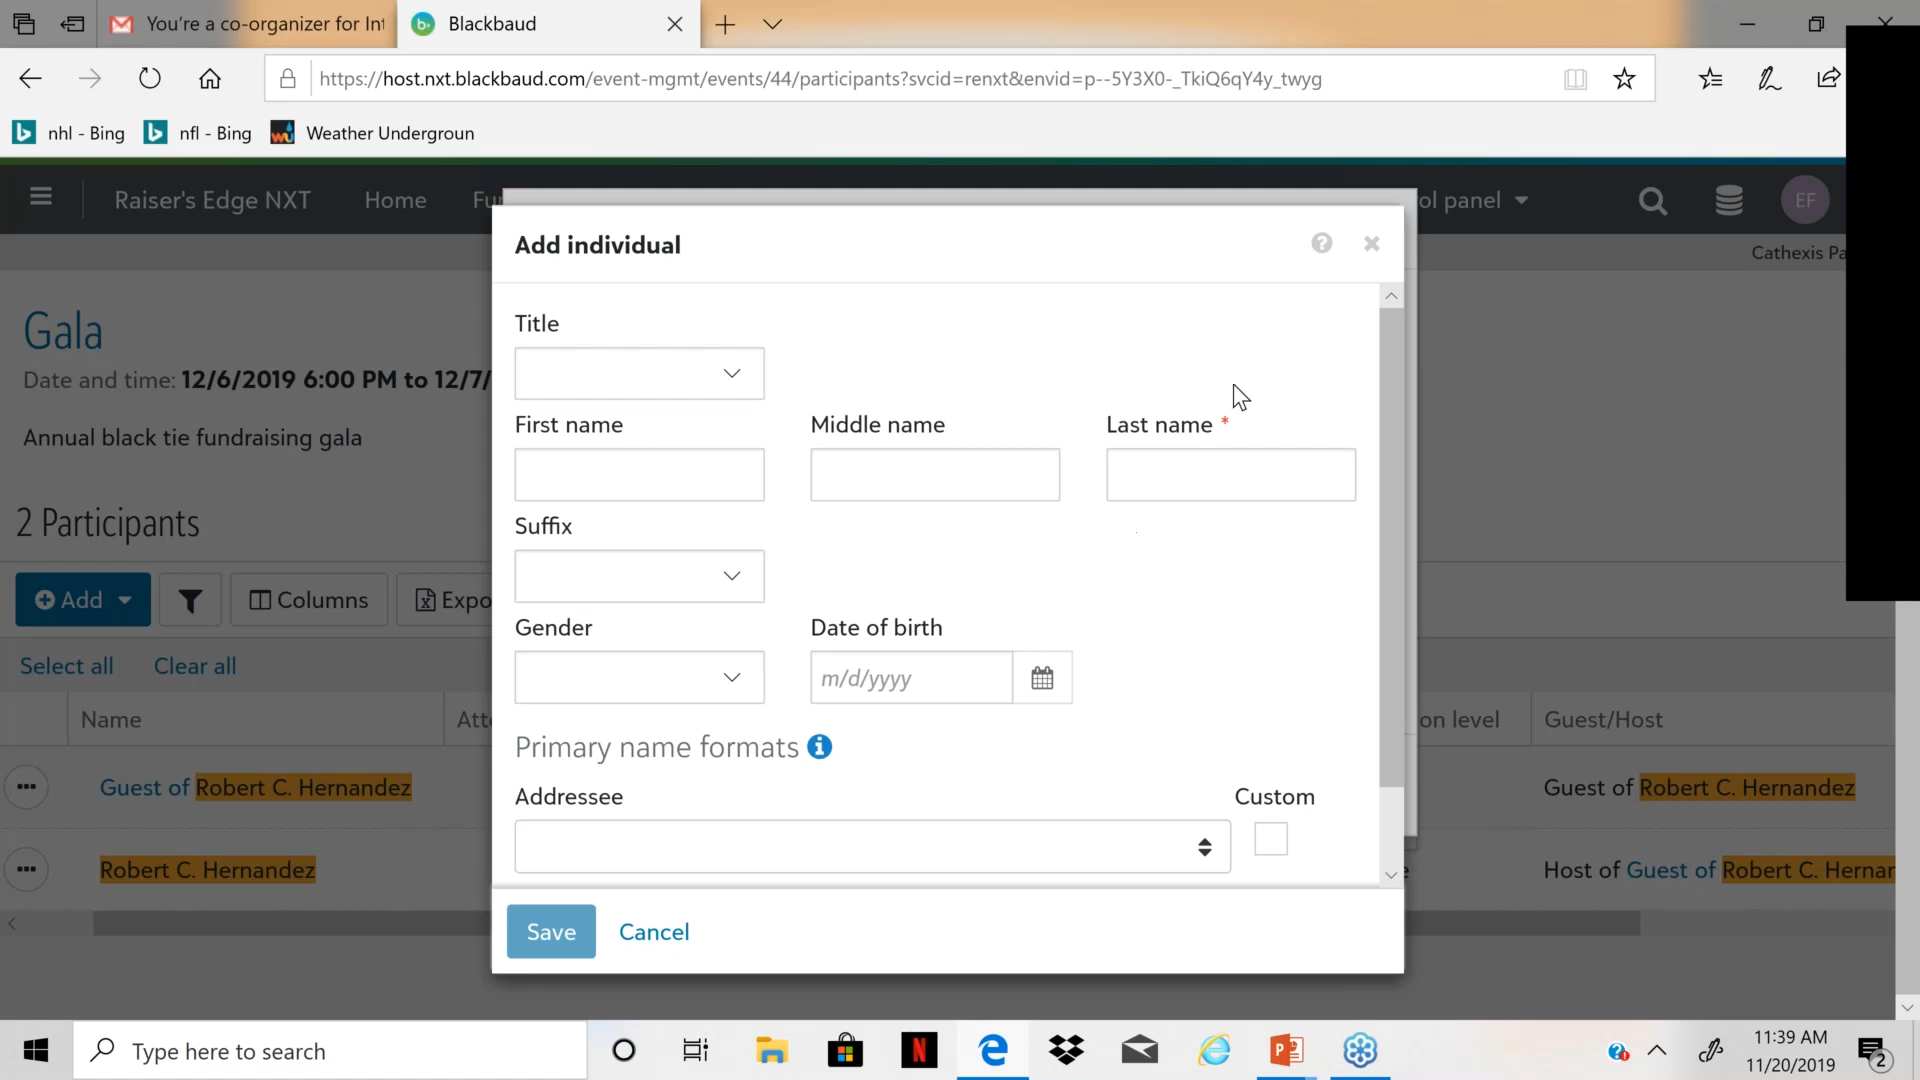 You're a co-organizer for Int
Blackbaud
https://host.nxt.blackbaud.com/event-mgmt/events/44/participants?svcid=renxt&envid=p--5Y3X0-_TkiQ6qY4y_twyg
nhl - Bing
nfl - Bing
Weather Undergroun
Raiser's Edge NXT
Home
Fu
ol panel
EF
Cathexis Pa
Add individual
Gala
Date and time: 12/6/2019 6:00 PM to 12/7/
Annual black tie fundraising gala
2 Participants
Add
Columns
Expo
Select all
Clear all
Name
Att
on level
Guest/Host
Guest of Robert C. Hernandez
Guest of Robert C. Hernandez
Robert C. Hernandez
Host of Guest of Robert C. Hernar
Title
First name
Middle name
Last name *
Suffix
Gender
Date of birth
m/d/yyyy
Primary name formats
Addressee
Custom
Save
Cancel
Type here to search
11:39 AM
11/20/2019
2